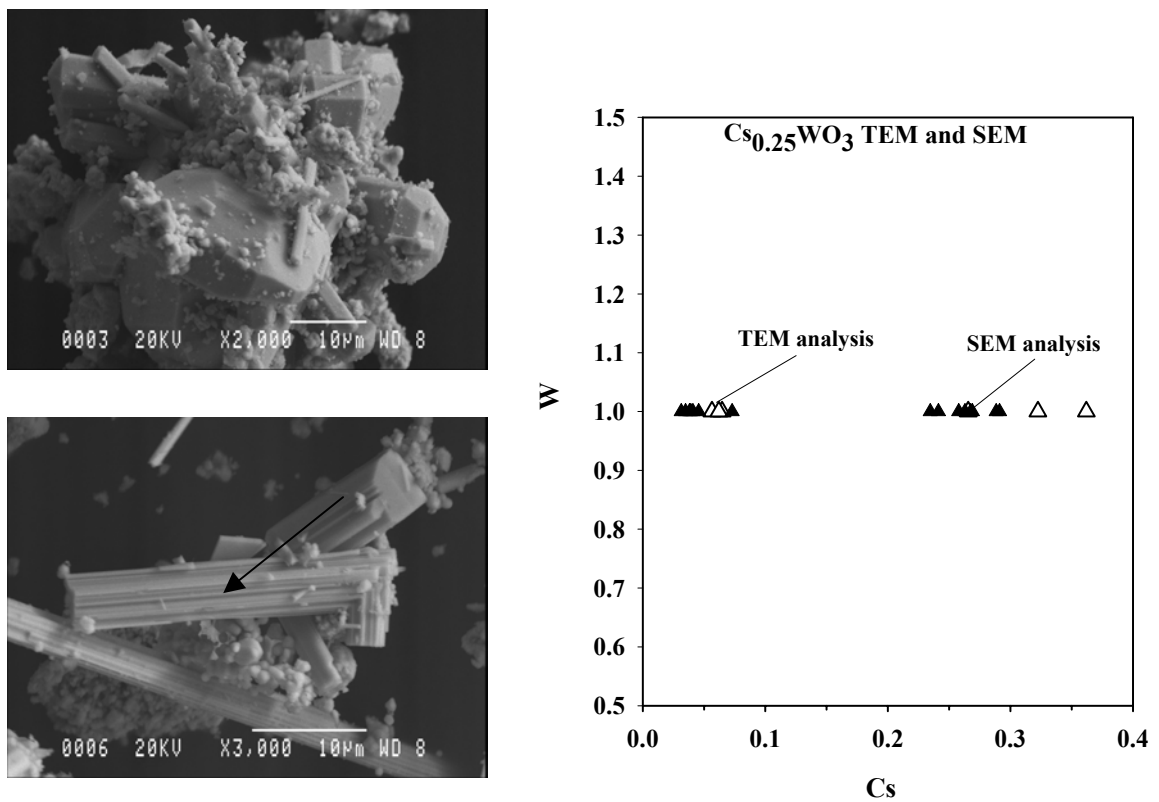 0003 20KV X2,000 10µm WD 8
0006 20KV X3,000 10µm WD 8
Cs0.25WO3 TEM and SEM
1.5
1.4
1.3
1.2
1.1
1.0
0.9
0.8
0.7
0.6
0.5
W
TEM analysis
SEM analysis
0.0 0.1 0.2 0.3 0.4
Cs